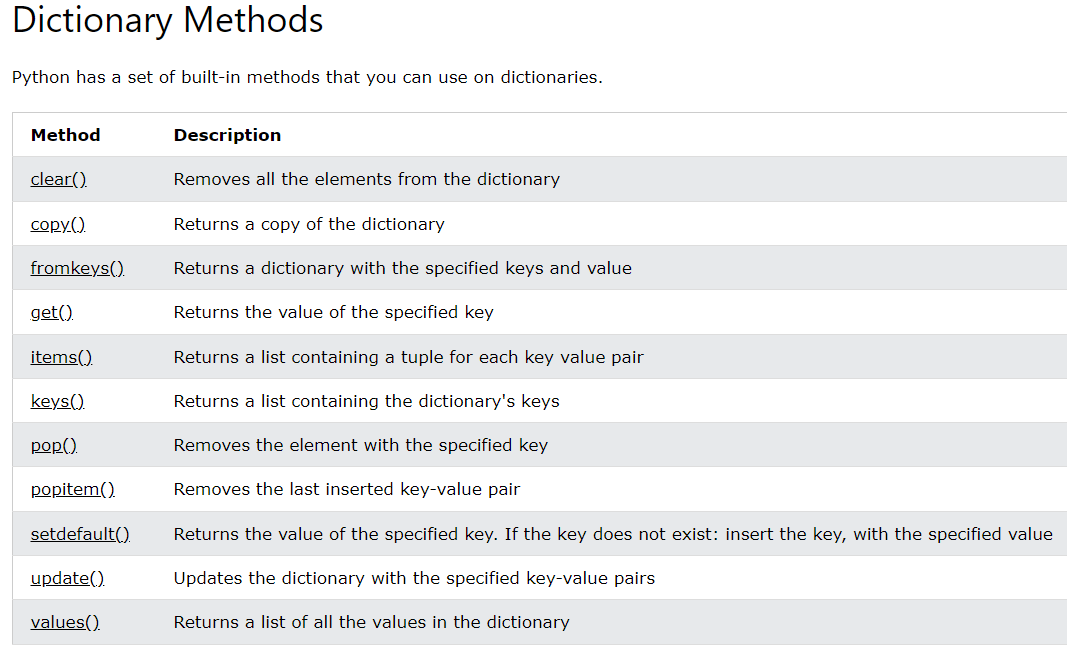 Dictionary Methods
Python has a set of built-in methods that you can use on dictionaries.
Method Description
clear() Removes all the elements from the dictionary
copy() Returns a copy of the dictionary
fromkeys() Returns a dictionary with the specified keys and value
get() Returns the value of the specified key
items() Returns a list containing a tuple for each key value pair
keys() Returns a list containing the dictionary's keys
pop() Removes the element with the specified key
popitem() Removes the last inserted key-value pair
setdefault() Returns the value of the specified key. If the key does not exist: insert the key, with the specified value
update() Updates the dictionary with the specified key-value pairs
values() Returns a list of all the values in the dictionary